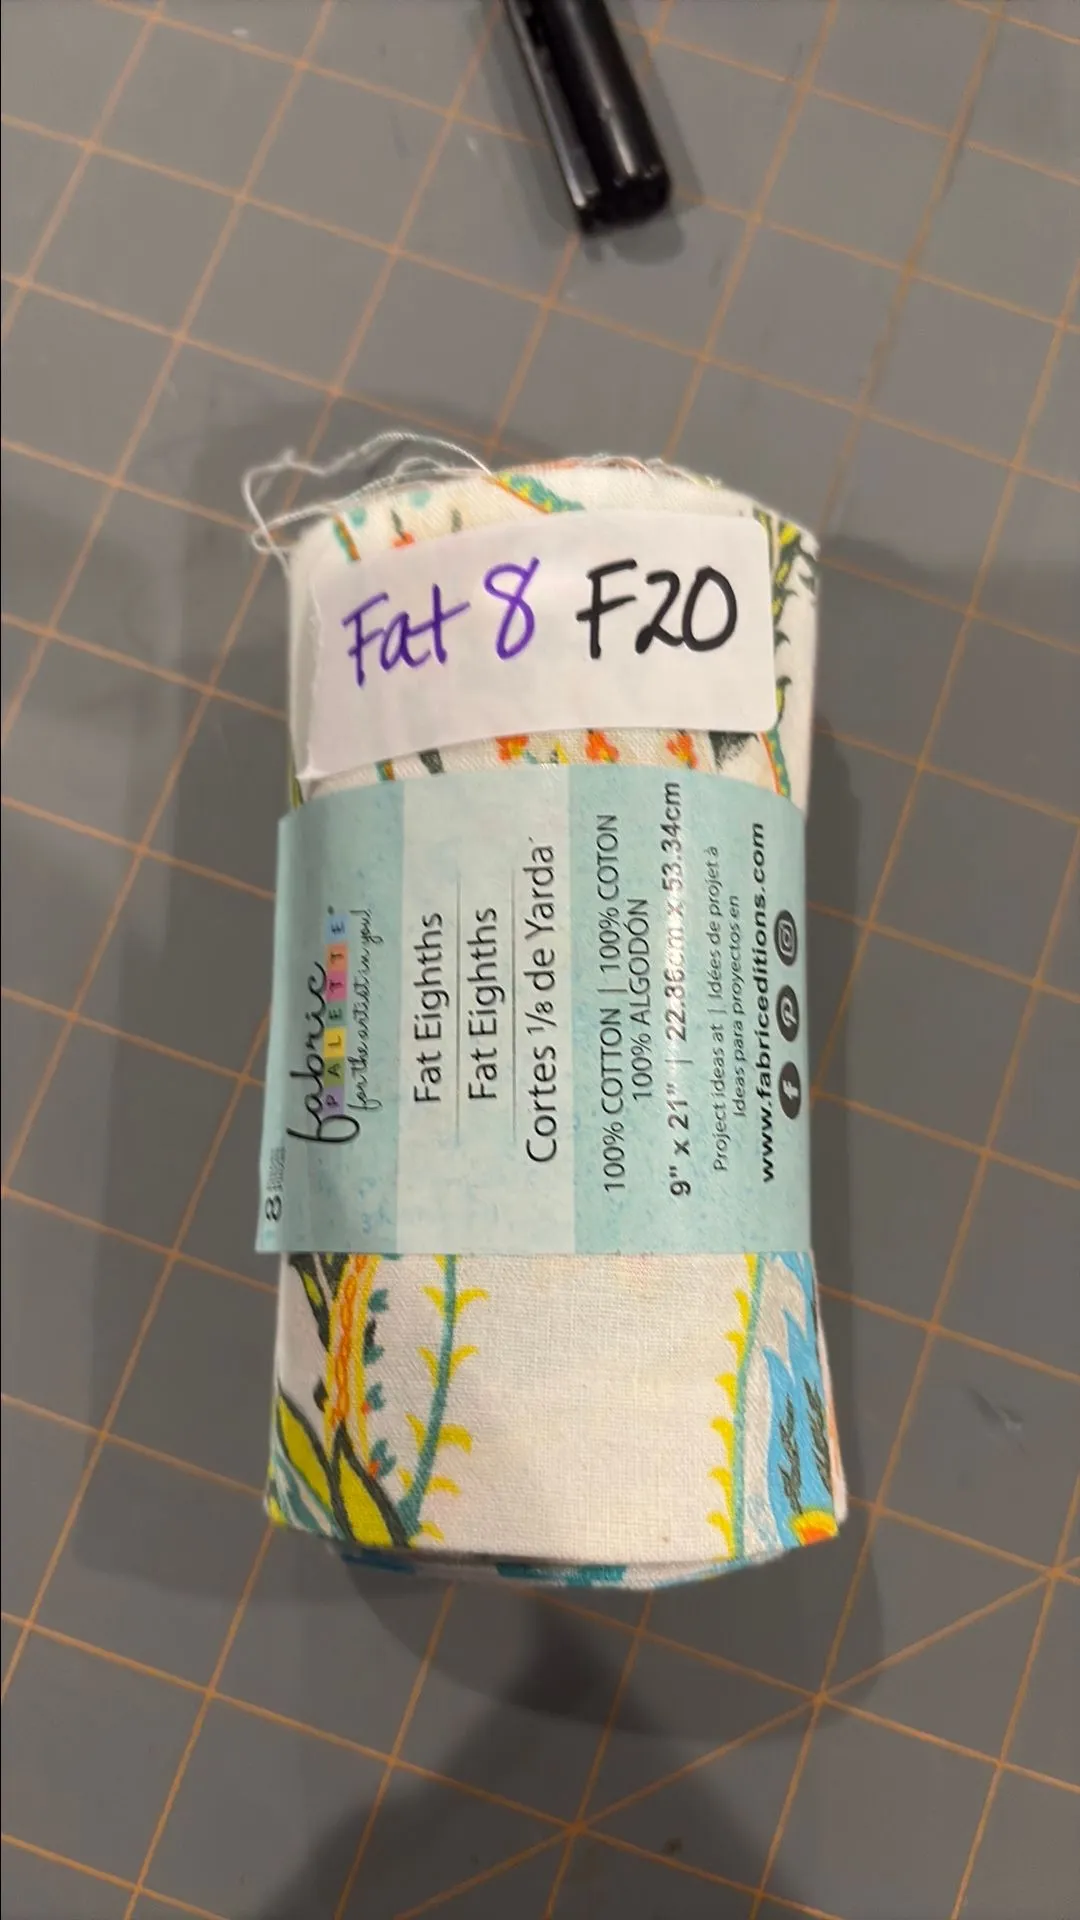 Fat 8 F20
8
fabric
PALETTE®
for the artist in you!
Fat Eighths
Fat Eighths
Cortes 1/8 de Yarda
100% COTTON | 100% COTON
100% ALGODÓN
9" x 21" | 22.86cm x 53.34cm
Project ideas at | Idées de projet à
Ideas para proyectos en
www.fabriceditions.com